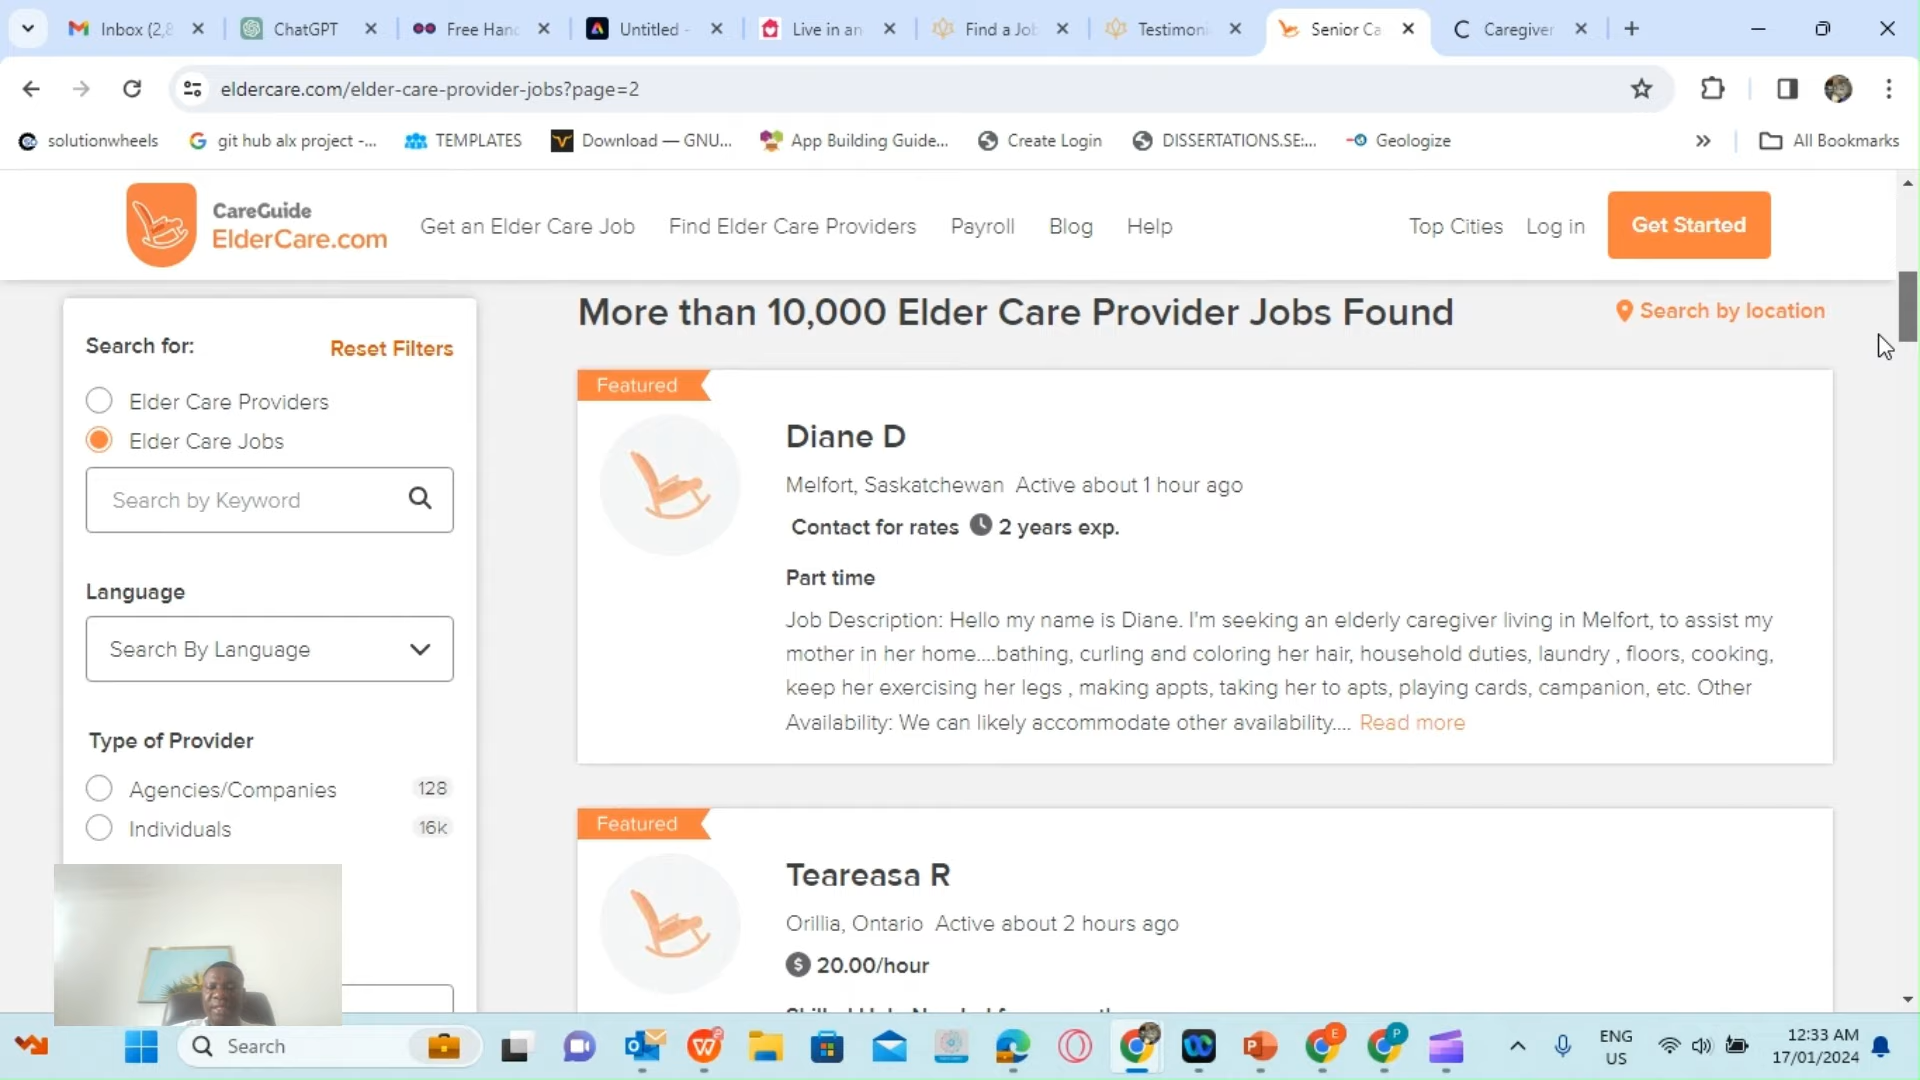 Inbox (2,8
ChatGPT
Free Hand
Untitled -
Live in an
Find a Job
Testimoni
Senior Ca
Caregiver
eldercare.com/elder-care-provider-jobs?page=2
solutionwheels
git hub alx project -...
TEMPLATES
Download — GNU...
App Building Guide...
Create Login
DISSERTATIONS.SE:...
Geologize
All Bookmarks
CareGuide
ElderCare.com
Get an Elder Care Job
Find Elder Care Providers
Payroll
Blog
Help
Top Cities
Log in
Get Started
Search for:
Reset Filters
Elder Care Providers
Elder Care Jobs
Search by Keyword
Language
Search By Language
Type of Provider
Agencies/Companies 128
Individuals 16k
More than 10,000 Elder Care Provider Jobs Found
Search by location
Featured
Diane D
Melfort, Saskatchewan Active about 1 hour ago
Contact for rates 2 years exp.
Part time
Job Description: Hello my name is Diane. I'm seeking an elderly caregiver living in Melfort, to assist my
mother in her home....bathing, curling and coloring her hair, household duties, laundry , floors, cooking,
keep her exercising her legs , making appts, taking her to apts, playing cards, campanion, etc. Other
Availability: We can likely accommodate other availability.... Read more
Featured
Teareasa R
Orillia, Ontario Active about 2 hours ago
$ 20.00/hour
Search
ENG
US
12:33 AM
17/01/2024